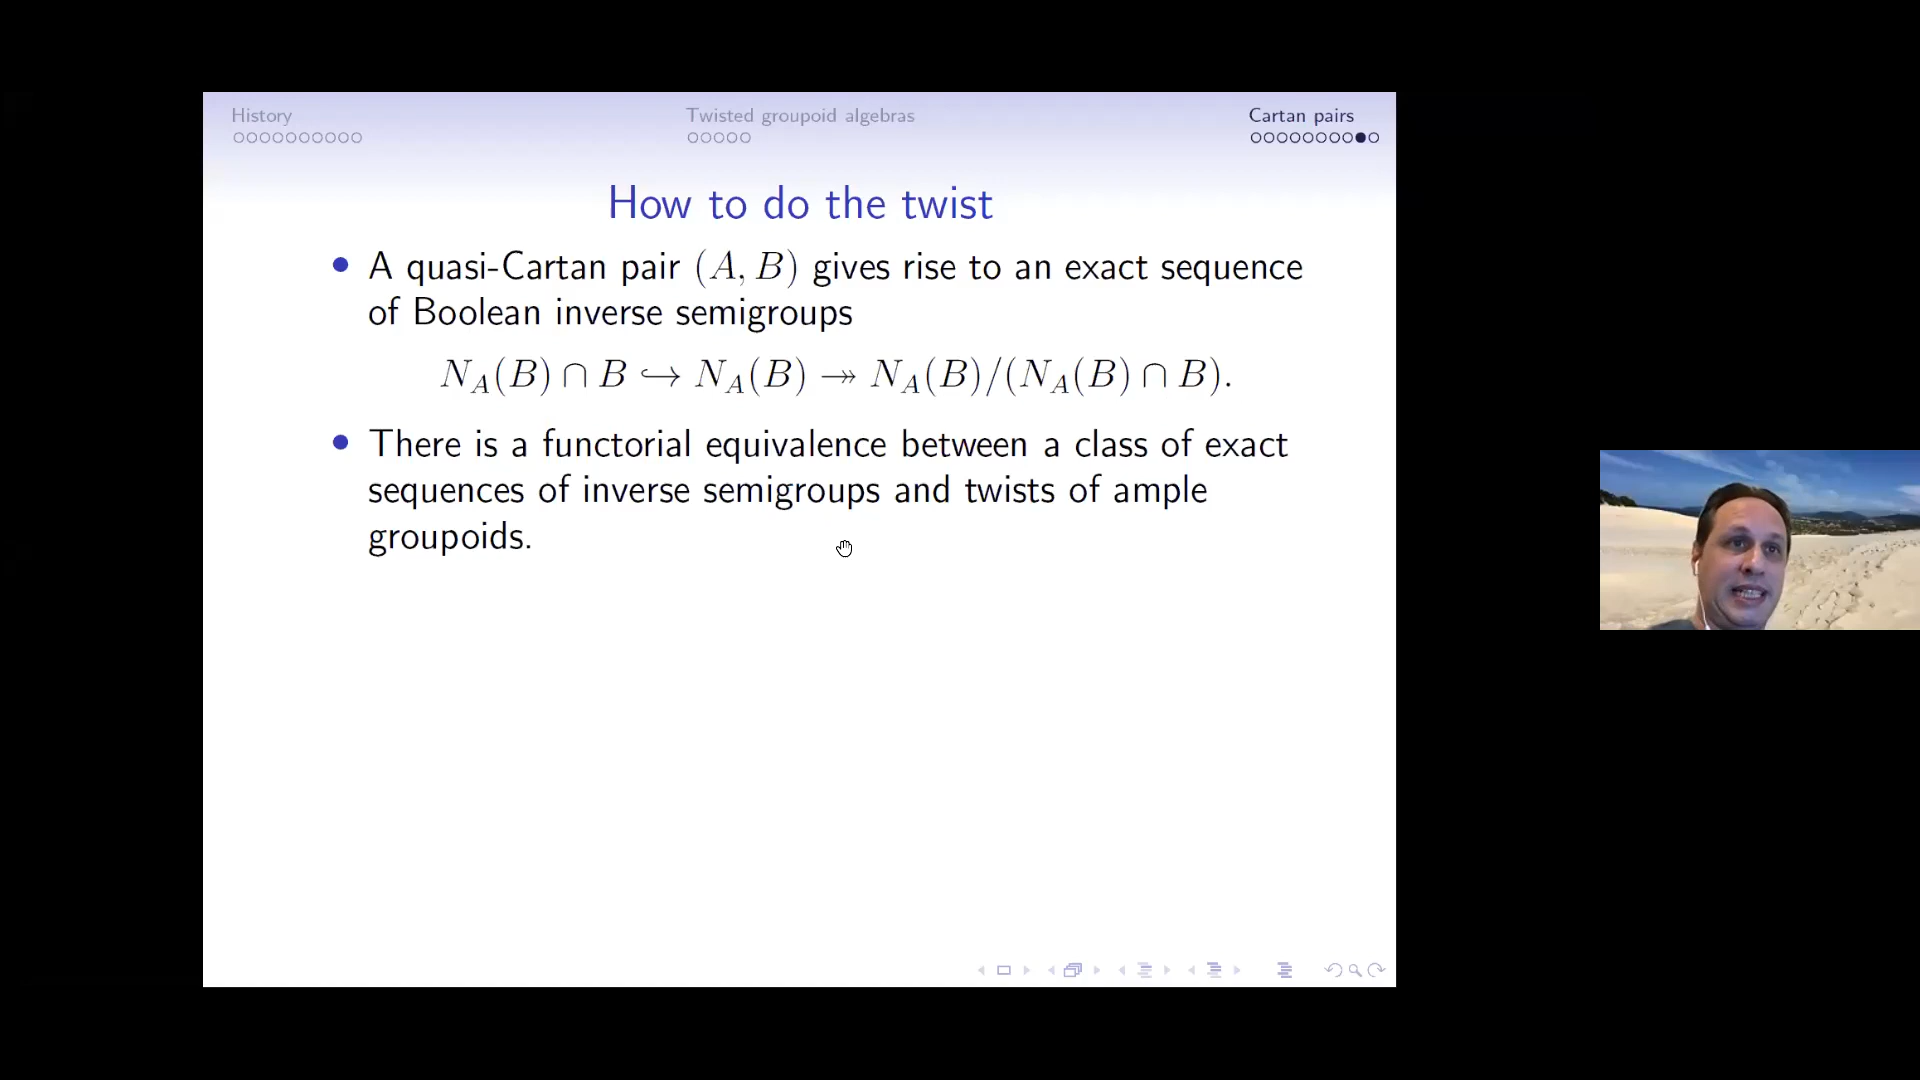 History Twisted groupoid algebras Cartan pairs
How to do the twist
• A quasi-Cartan pair (A, B) gives rise to an exact sequence
of Boolean inverse semigroups
N_A(B) ∩ B ↪ N_A(B) ↠ N_A(B)/(N_A(B) ∩ B).
• There is a functorial equivalence between a class of exact
sequences of inverse semigroups and twists of ample
groupoids.